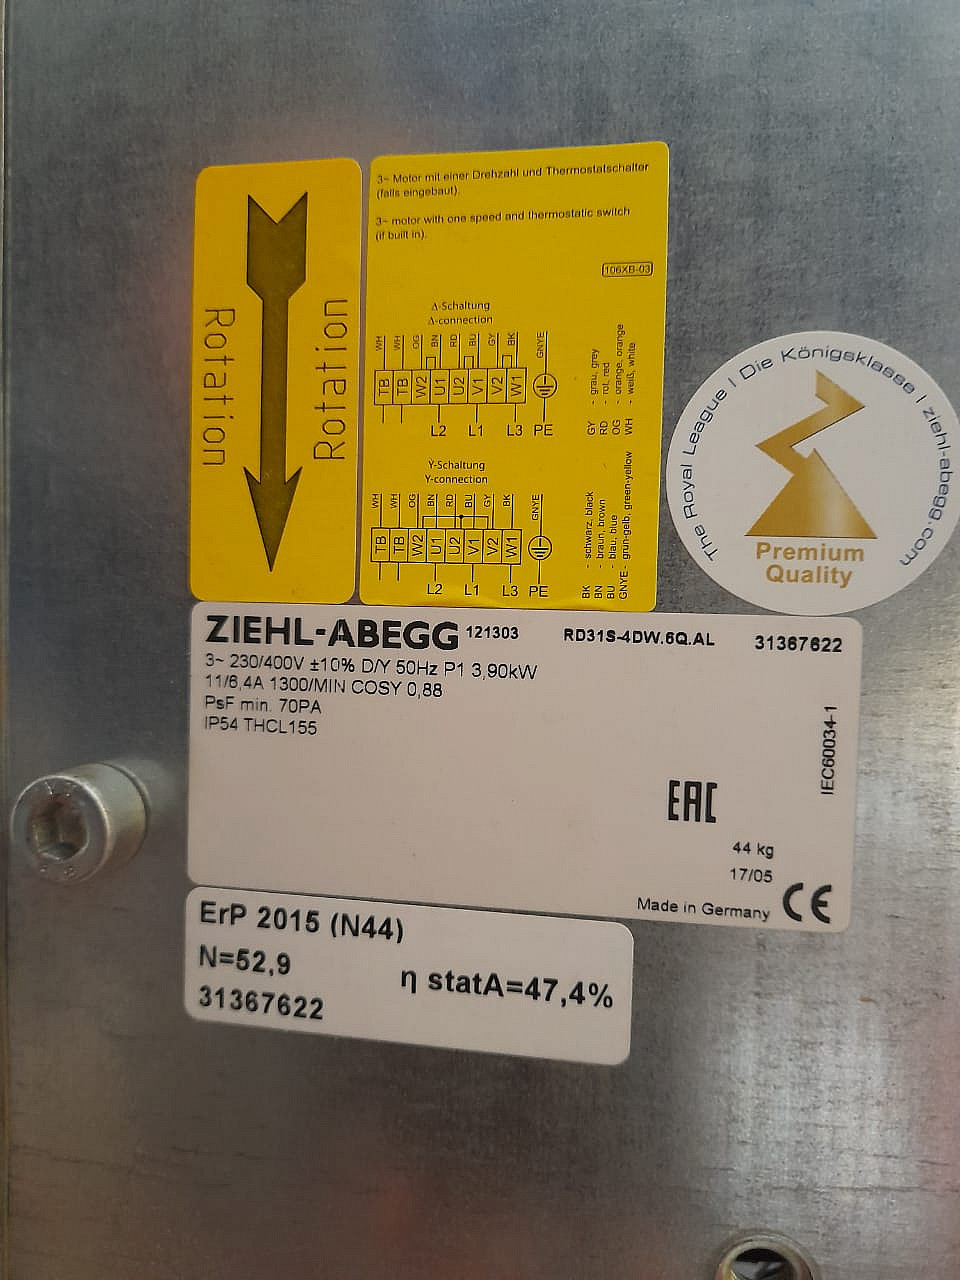 Rotation
Rotation
3~ Motor mit einer Drehzahl und Thermostatschalter
(falls eingebaut).
3~ motor with one speed and thermostatic switch
(if built in).
106XB-03
Δ-Schaltung
Δ-connection
WH WH OG BN RD BU GY BK GNYE
TB TB W2 U1 U2 V1 V2 W1
L2 L1 L3 PE
GY - grau, grey
RD - rot, red
OG - orange, orange
WH - weiß, white
Y-Schaltung
Y-connection
WH WH OG BN RD BU GY BK GNYE
TB TB W2 U1 U2 V1 V2 W1
L2 L1 L3 PE
BK - schwarz, black
BN - braun, brown
BU - blau, blue
GNYE - grün-gelb, green-yellow
The Royal League I Die Königsklasse I ziehl-abegg.com
Premium
Quality
ZIEHL-ABEGG 121303 RD31S-4DW.6Q.AL 31367622
3~ 230/400V ±10% D/Y 50Hz P1 3,90kW
11/6,4A 1300/MIN COSY 0,88
PsF min. 70PA
IP54 THCL155
IEC60034-1
EAC
44 kg
17/05
Made in Germany CE
ErP 2015 (N44)
N=52,9
η statA=47,4%
31367622